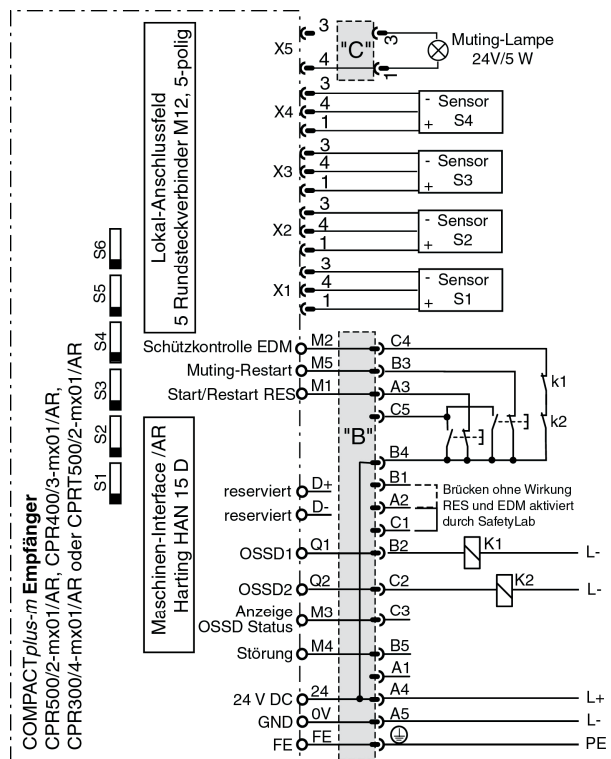 X5
3
4
"C"
3
1
Muting-Lampe
24V/5 W
X4
3
4
1
- Sensor
+ S4
X3
3
4
1
- Sensor
+ S3
X2
3
4
1
- Sensor
+ S2
X1
3
4
1
- Sensor
+ S1
Lokal-Anschlussfeld
5 Rundsteckverbinder M12, 5-polig
S6
S5
S4
S3
S2
S1
COMPACTplus-m Empfänger
CPR500/2-mx01/AR, CPR400/3-mx01/AR,
CPR300/4-mx01/AR oder CPRT500/2-mx01/AR
Maschinen-Interface /AR
Harting HAN 15 D
"B"
Schützkontrolle EDM M2 C4
Muting-Restart M5 B3
Start/Restart RES M1 A3
C5
k1
k2
B4
reserviert D+ B1
reserviert D- A2
C1
Brücken ohne Wirkung
RES und EDM aktiviert
durch SafetyLab
OSSD1 Q1 B2 K1 L-
OSSD2 Q2 C2 K2 L-
Anzeige
OSSD Status M3 C3
Störung M4 B5
A1
24 V DC 24 A4 L+
GND 0V A5 L-
FE FE PE